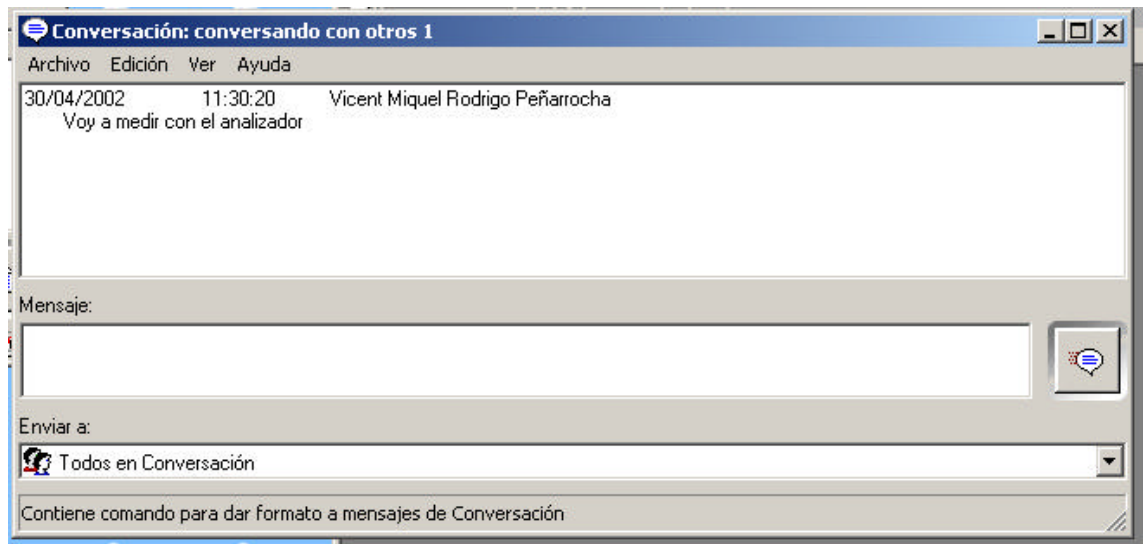 Conversación: conversando con otros 1
Archivo Edición Ver Ayuda
30/04/2002 11:30:20 Vicent Miquel Rodrigo Peñarrocha
Voy a medir con el analizador
Mensaje:
Enviar a:
Todos en Conversación
Contiene comando para dar formato a mensajes de Conversación